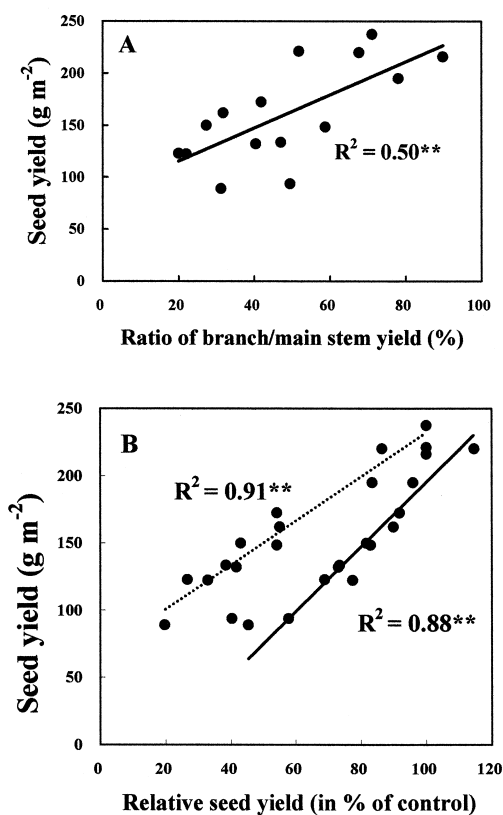 A
250
200
150
100
50
0
Seed yield (g m⁻²)
R² = 0.50**
0 20 40 60 80 100
Ratio of branch/main stem yield (%)
B
250
200
150
100
50
0
Seed yield (g m⁻²)
R² = 0.91**
R² = 0.88**
0 20 40 60 80 100 120
Relative seed yield (in % of control)